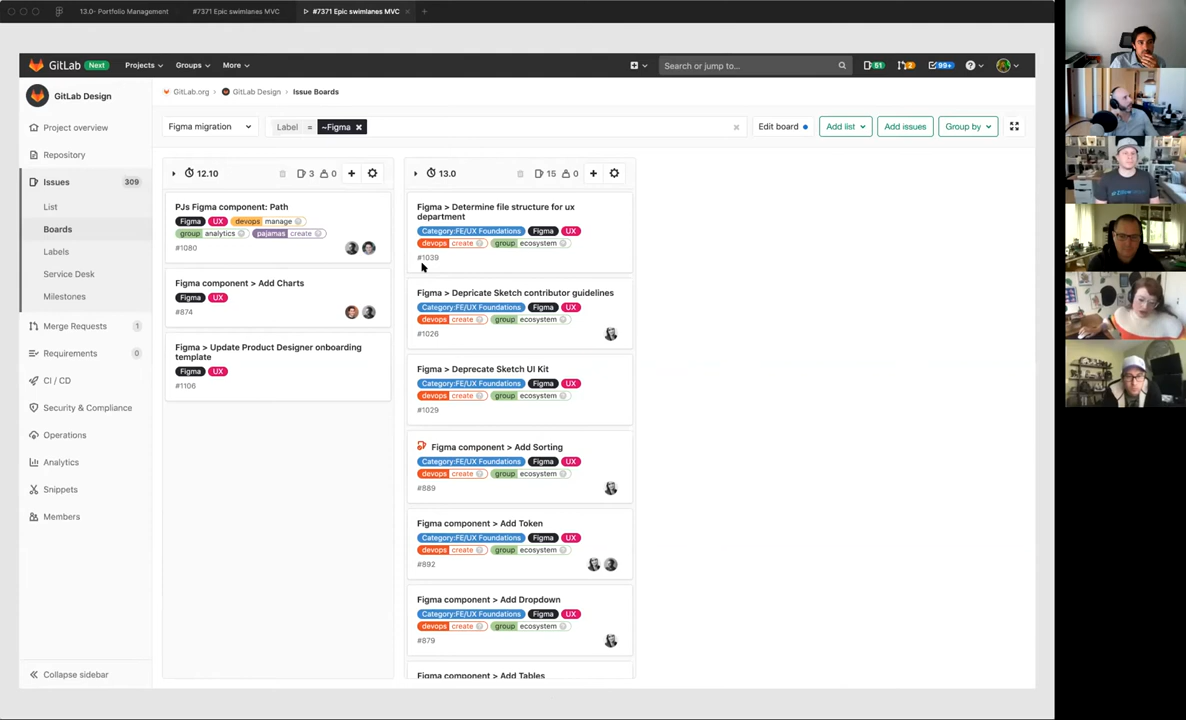 13.0- Portfolio Management
#7371 Epic swimlanes MVC
#7371 Epic swimlanes MVC
GitLab Next Projects Groups More Search or jump to... 51 2 99+
GitLab Design
GitLab.org > GitLab Design > Issue Boards
Project overview
Repository
Issues 309
List
Boards
Labels
Service Desk
Milestones
Merge Requests 1
Requirements 0
CI / CD
Security & Compliance
Operations
Analytics
Snippets
Members
Collapse sidebar
Figma migration Label = ~Figma Edit board Add list Add issues Group by
12.10 3 0
PJs Figma component: Path
Figma UX devops manage
group analytics pajamas create
#1080
Figma component > Add Charts
Figma UX
#874
Figma > Update Product Designer onboarding
template
Figma UX
#1106
13.0 15 0
Figma > Determine file structure for ux
department
Category:FE/UX Foundations Figma UX
devops create group ecosystem
#1039
Figma > Depricate Sketch contributor guidelines
Category:FE/UX Foundations Figma UX
devops create group ecosystem
#1026
Figma > Deprecate Sketch UI Kit
Category:FE/UX Foundations Figma UX
devops create group ecosystem
#1029
Figma component > Add Sorting
Category:FE/UX Foundations Figma UX
devops create group ecosystem
#889
Figma component > Add Token
Category:FE/UX Foundations Figma UX
devops create group ecosystem
#892
Figma component > Add Dropdown
Category:FE/UX Foundations Figma UX
devops create group ecosystem
#879
Figma component > Add Tables